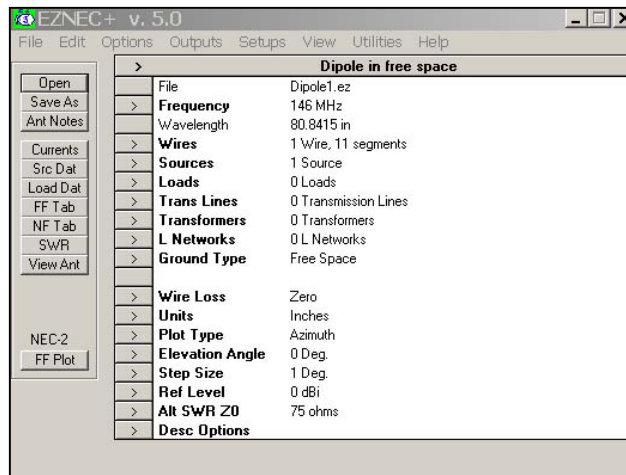 EZNEC+ v. 5.0
File Edit Options Outputs Setups View Utilities Help
Open
Save As
Ant Notes
Currents
Src Dat
Load Dat
FF Tab
NF Tab
SWR
View Ant
NEC-2
FF Plot
> Dipole in free space
File Dipole1.ez
> Frequency 146 MHz
Wavelength 80.8415 in
> Wires 1 Wire, 11 segments
> Sources 1 Source
> Loads 0 Loads
> Trans Lines 0 Transmission Lines
> Transformers 0 Transformers
> L Networks 0 L Networks
> Ground Type Free Space
> Wire Loss Zero
> Units Inches
> Plot Type Azimuth
> Elevation Angle 0 Deg.
> Step Size 1 Deg.
> Ref Level 0 dBi
> Alt SWR Z0 75 ohms
> Desc Options